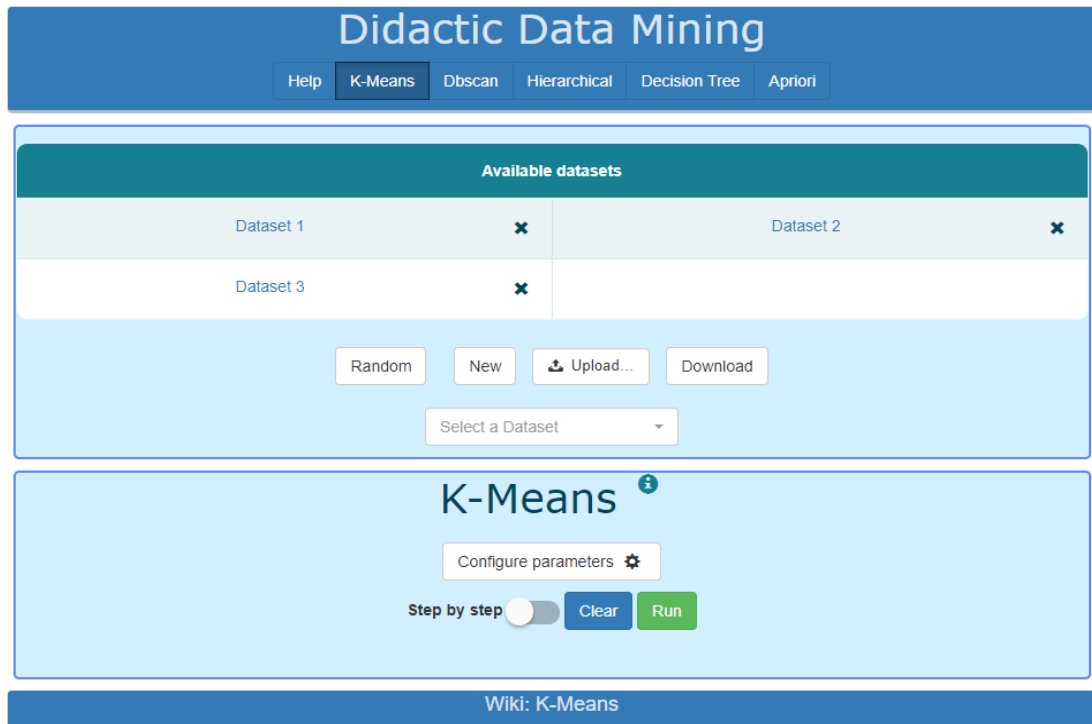 Didactic Data Mining
Help K-Means Dbscan Hierarchical Decision Tree Apriori
Available datasets
Dataset 1 Dataset 2
Dataset 3
Random New Upload... Download
Select a Dataset
K-Means
Configure parameters
Step by step Clear Run
Wiki: K-Means